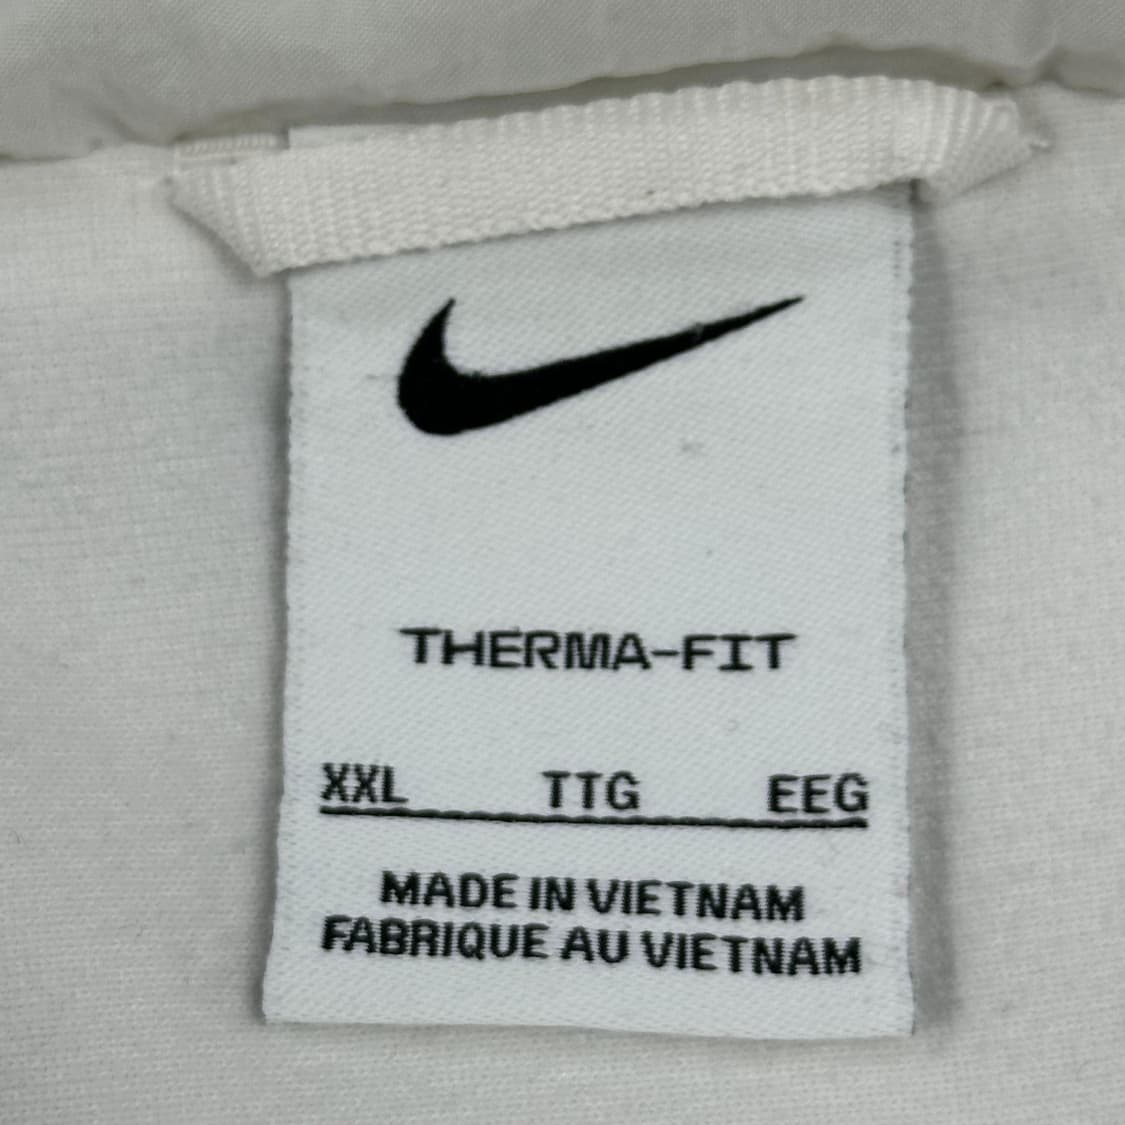 THERMA-FIT
XXL TTG EEG
MADE IN VIETNAM
FABRIQUE AU VIETNAM